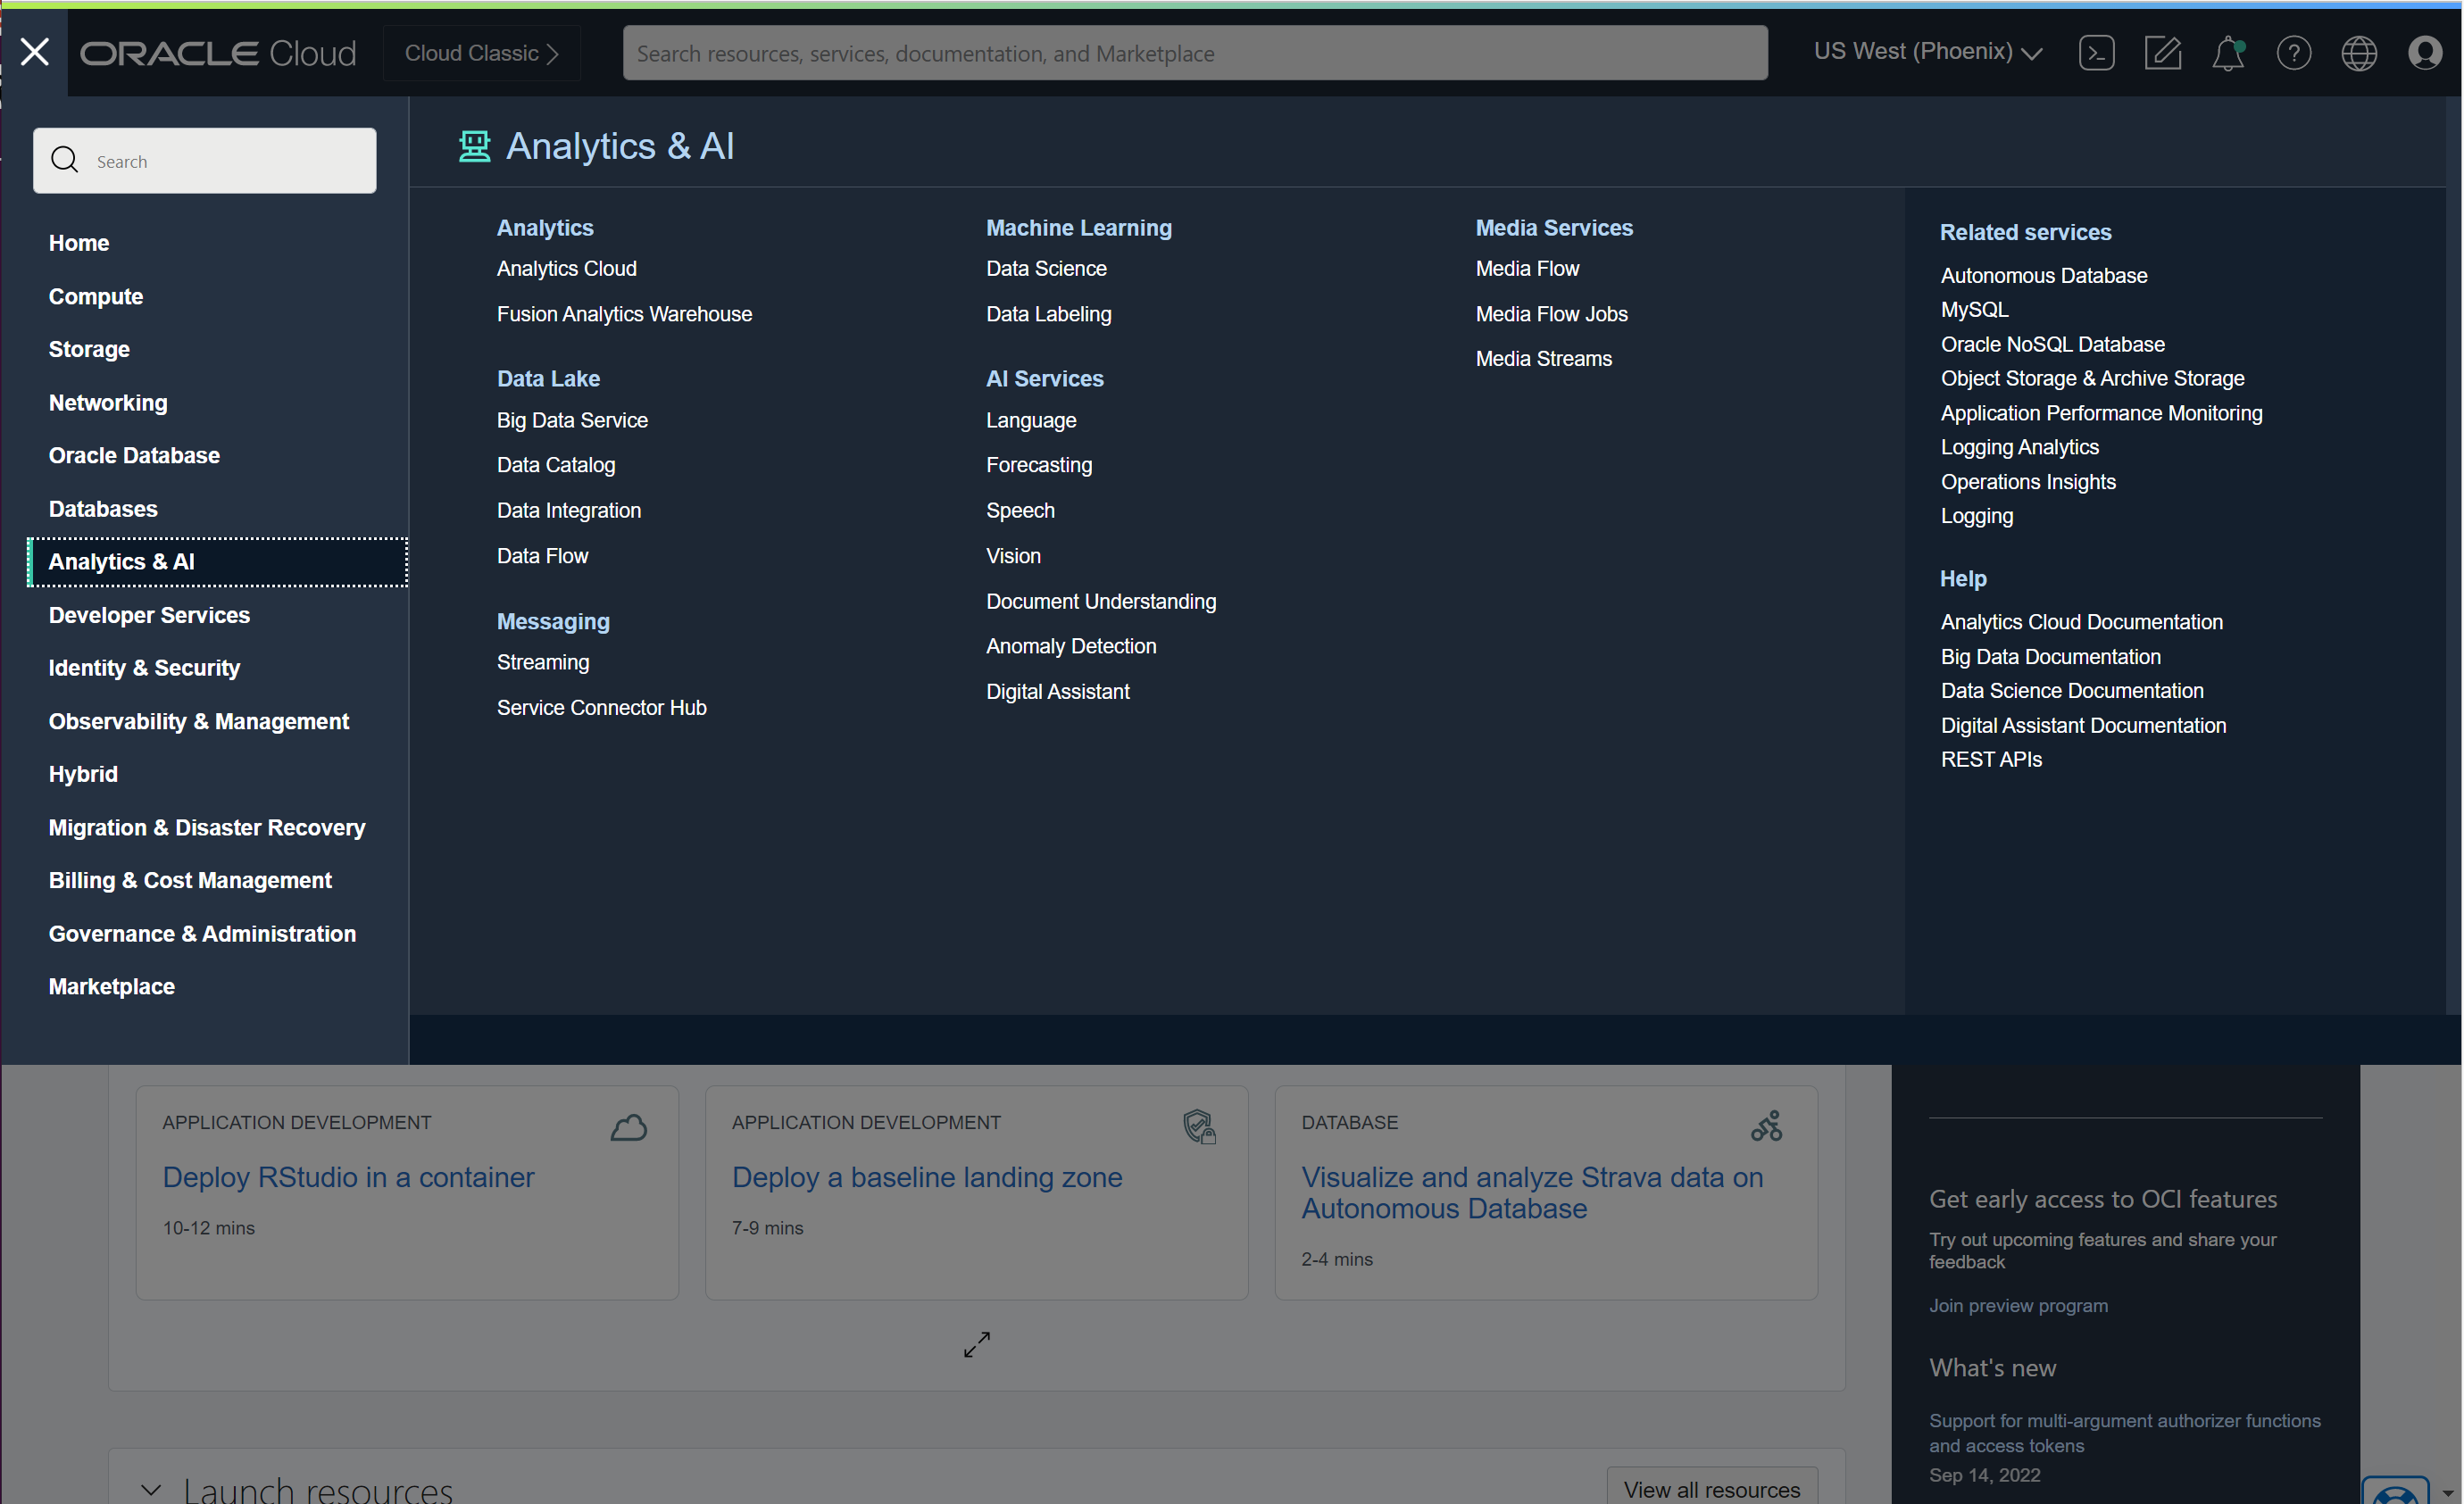 ORACLE Cloud
Cloud Classic
Search resources, services, documentation, and Marketplace
US West (Phoenix)
Search
Home
Compute
Storage
Networking
Oracle Database
Databases
Analytics & AI
Developer Services
Identity & Security
Observability & Management
Hybrid
Migration & Disaster Recovery
Billing & Cost Management
Governance & Administration
Marketplace
Analytics & AI
Analytics
Analytics Cloud
Fusion Analytics Warehouse
Data Lake
Big Data Service
Data Catalog
Data Integration
Data Flow
Messaging
Streaming
Service Connector Hub
Machine Learning
Data Science
Data Labeling
AI Services
Language
Forecasting
Speech
Vision
Document Understanding
Anomaly Detection
Digital Assistant
Media Services
Media Flow
Media Flow Jobs
Media Streams
Related services
Autonomous Database
MySQL
Oracle NoSQL Database
Object Storage & Archive Storage
Application Performance Monitoring
Logging Analytics
Operations Insights
Logging
Help
Analytics Cloud Documentation
Big Data Documentation
Data Science Documentation
Digital Assistant Documentation
REST APIs
APPLICATION DEVELOPMENT
Deploy RStudio in a container
10-12 mins
APPLICATION DEVELOPMENT
Deploy a baseline landing zone
7-9 mins
DATABASE
Visualize and analyze Strava data on
Autonomous Database
2-4 mins
Launch resources
View all resources
Get early access to OCI features
Try out upcoming features and share your
feedback
Join preview program
What's new
Support for multi-argument authorizer functions
and access tokens
Sep 14, 2022